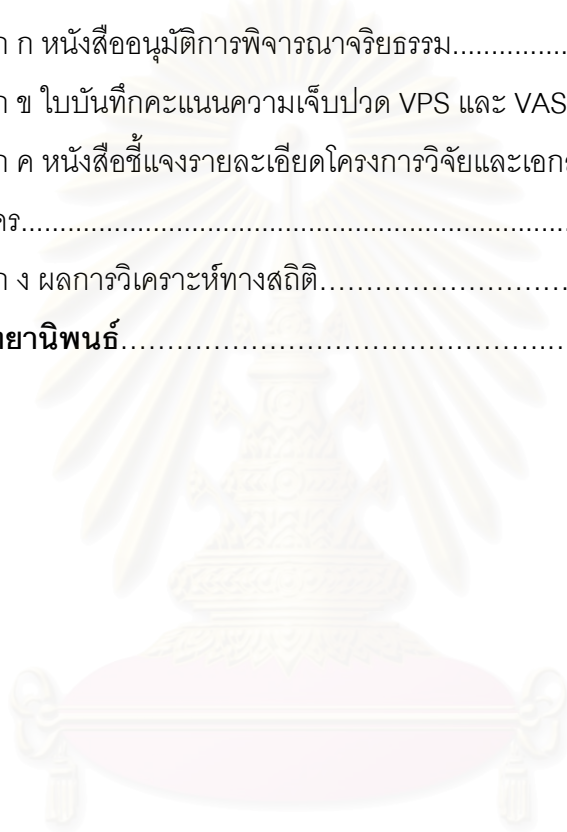 ก หนังสืออนุมัติการพิจารณาจริยธรรม................
ข ใบบันทึกคะแนนความเจ็บปวด VPS และ VAS
ค หนังสือชี้แจงรายละเอียดโครงการวิจัยและเอก
........................................................................
ง ผลการวิเคราะห์ทางสถิติ..............................
ทยานิพนธ์......................................................